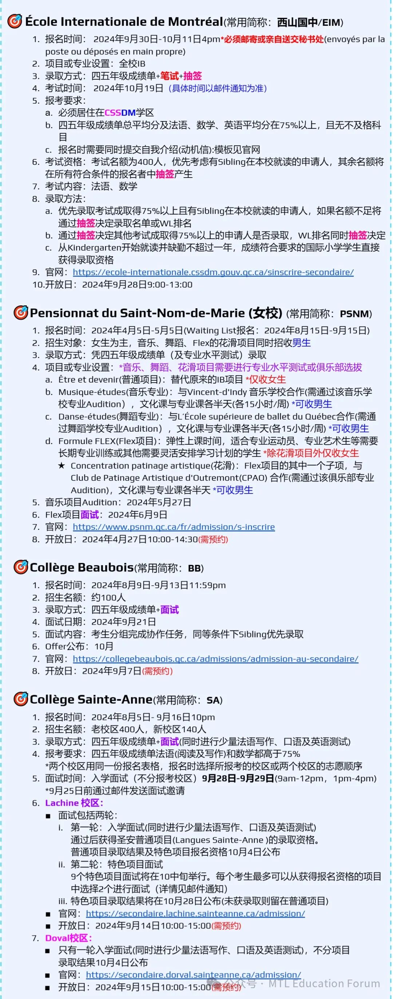 École Internationale de Montréal(常用简称：西山国中/EIM)
1. 报名时间： 2024年9月30日-10月11日4pm*必须邮寄或亲自送交秘书处(envoyés par la
poste ou déposés en main propre)
2. 项目或专业设置：全校IB
3. 录取方式：四五年级成绩单+笔试+抽签
4. 考试时间： 2024年10月19日（具体时间以邮件通知为准）
5. 报考要求：
a. 必须居住在CSSDM学区
b. 四五年级成绩单总平均分及法语、数学、英语平均分在75%以上，且无不及格科
目
c. 报名时需要同时提交自我介绍(动机信):模板见官网
6. 考试资格：考试名额为400人，优先考虑有Sibling在本校就读的申请人，其余名额将
在所有符合条件的报名者中抽签产生
7. 考试内容：法语、数学
8. 录取方法：
a. 优先录取考试成取得75%以上且有Sibling在本校就读的申请人，如果名额不足将
通过抽签决定录取名单或WL排名
b. 通过抽签决定其他考试成取得75%以上的申请人是否录取，WL排名同时抽签决定
c. 从Kindergarten开始就读并缺勤不超过一年，成绩符合要求的国际小学学生直接
获得录取资格
9. 官网：https://ecole-internationale.cssdm.gouv.qc.ca/sinscrire-secondaire/
10.开放日：2024年9月28日9:00-13:00
Pensionnat du Saint-Nom-de-Marie (女校) (常用简称：PSNM)
1. 报名时间：2024年4月5日-5月5日(Waiting List报名：2024年8月15日-9月15日)
2. 招生对象：女生为主，音乐、舞蹈、Flex的花滑项目同时招收男生
3. 录取方式：凭四五年级成绩单（及专业水平测试）录取
4. 项目或专业设置：*音乐、舞蹈、花滑项目需要进行专业水平测试或俱乐部选拔
a. Être et devenir(普通项目)：替代原来的IB项目 *仅收女生
b. Musique-études(音乐专业)：与Vincent-d'Indy 音乐学校合作(需通过该音乐学
校专业Audition），文化课与专业课各半天(各15小时/周) *可收男生
c. Danse-études(舞蹈专业)：与L’École supérieure de ballet du Québec合作(需通
过舞蹈学校专业Audition），文化课与专业课各半天(各15/小时/周) *可收男生
d. Formule FLEX(Flex项目)：弹性上课时间，适合专业运动员、专业艺术生等需要
长期专业训练或其他需要灵活安排学习计划的学生 *除花滑项目外仅收女生
★ Concentration patinage artistique(花滑)：Flex项目的其中一个子项，与
Club de Patinage Artistique d'Outremont(CPAO) 合作(需通过该俱乐部专业
Audition)，文化课与专业课各半天 *可收男生
5. 音乐项目Audition：2024年5月27日
6. Flex项目面试：2024年6月9日
7. 官网：https://www.psnm.qc.ca/fr/admission/s-inscrire
8. 开放日：2024年4月27日10:00-14:30(需预约)
Collège Beaubois(常用简称：BB)
1. 报名时间：2024年8月9日-9月13日11:59pm
2. 招生名额：约100人
3. 录取方式：四五年级成绩单+面试
4. 面试日期：2024年9月21日
5. 面试内容：考生分组完成协作任务，同等条件下Sibling优先录取
6. Offer公布：10月
7. 官网：https://collegebeaubois.qc.ca/admissions/admission-au-secondaire/
8. 开放日：2024年9月7日(需预约)
Collège Sainte-Anne(常用简称：SA)
1. 报名时间：2024年8月5日- 9月16日10pm
2. 招生名额：老校区400人，新校区140人
3. 录取方式：四五年级成绩单+面试(同时进行少量法语写作、口语及英语测试)
4. 报考要求：四五年级成绩单法语(阅读及写作)和数学都高于75%
*两个校区用同一份报名表格，报名时选择所报考的校区或两个校区的志愿顺序
5. 面试时间：入学面试（不分报考校区）9月28日-9月29日(9am-12pm，1pm-4pm)
*9月25日前通过邮件发送面试邀请
6. Lachine 校区：
■ 面试包括两轮：
i. 第一轮：入学面试(同时进行少量法语写作、口语及英语测试)
通过后获得圣安普通项目(Langues Sainte-Anne )的录取资格。
普通项目录取结果及特色项目报名资格10月4日公布
ii. 第二轮：特色项目面试
9个特色项目面试将在10中旬举行。每个考生最多可以从获得报名资格的项目
中选择2个进行面试（详情见邮件通知）
iii. 特色项目录取结果将在10月28日公布(未获录取则留在普通项目)
■ 官网：https://secondaire.lachine.sainteanne.ca/admission/
■ 开放日：2024年9月14日10:00-15:00(需预约)
7. Doval校区：
■ 只有一轮入学面试(同时进行少量法语写作、口语及英语测试)，不分项目
录取结果10月4日公布
■ 官网：https://secondaire.dorval.sainteanne.ca/admission/
■ 开放日：2024年9月15日10:00-15:00(需预约)
公众号 · MTL Education Forum